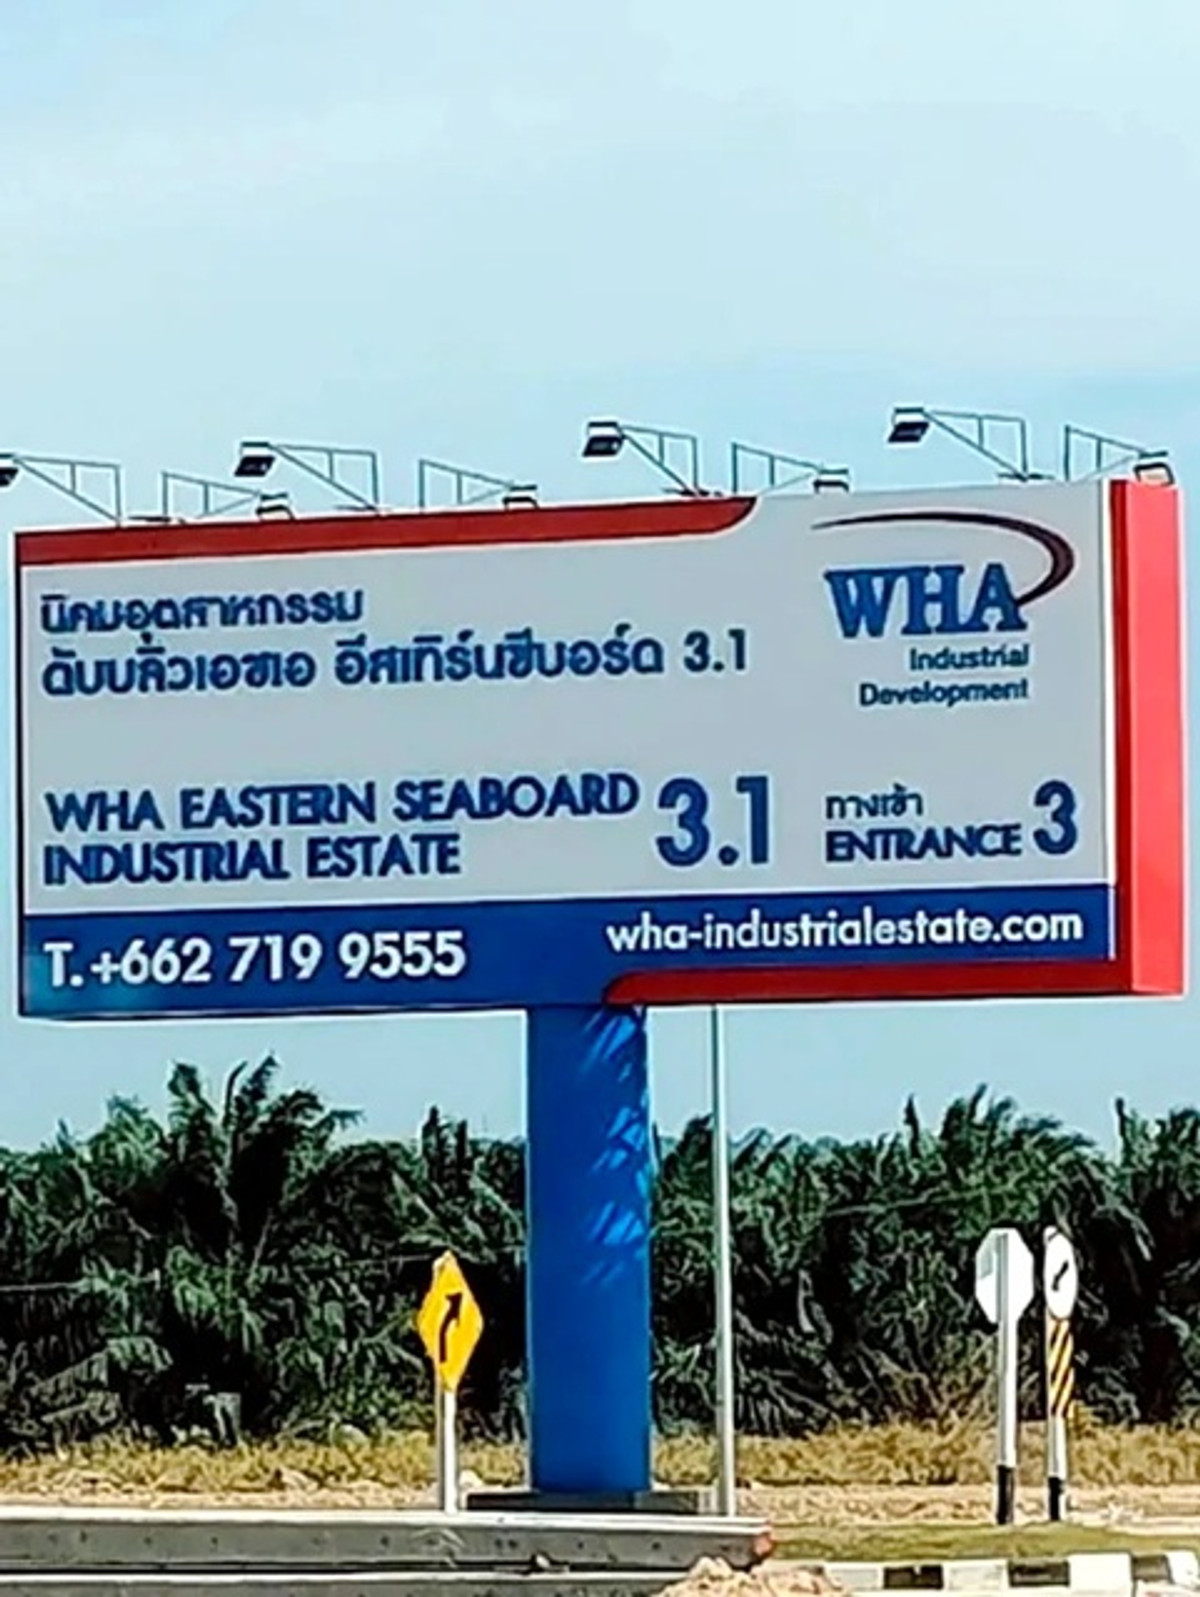 นิคมอุตสาหกรรม
ดับบลิวเอชเอ อีสเทิร์นซีบอร์ด 3.1
WHA
Industrial
Development
WHA EASTERN SEABOARD
INDUSTRIAL ESTATE
3.1
ทางเข้า
ENTRANCE 3
T.+662 719 9555
wha-industrialestate.com